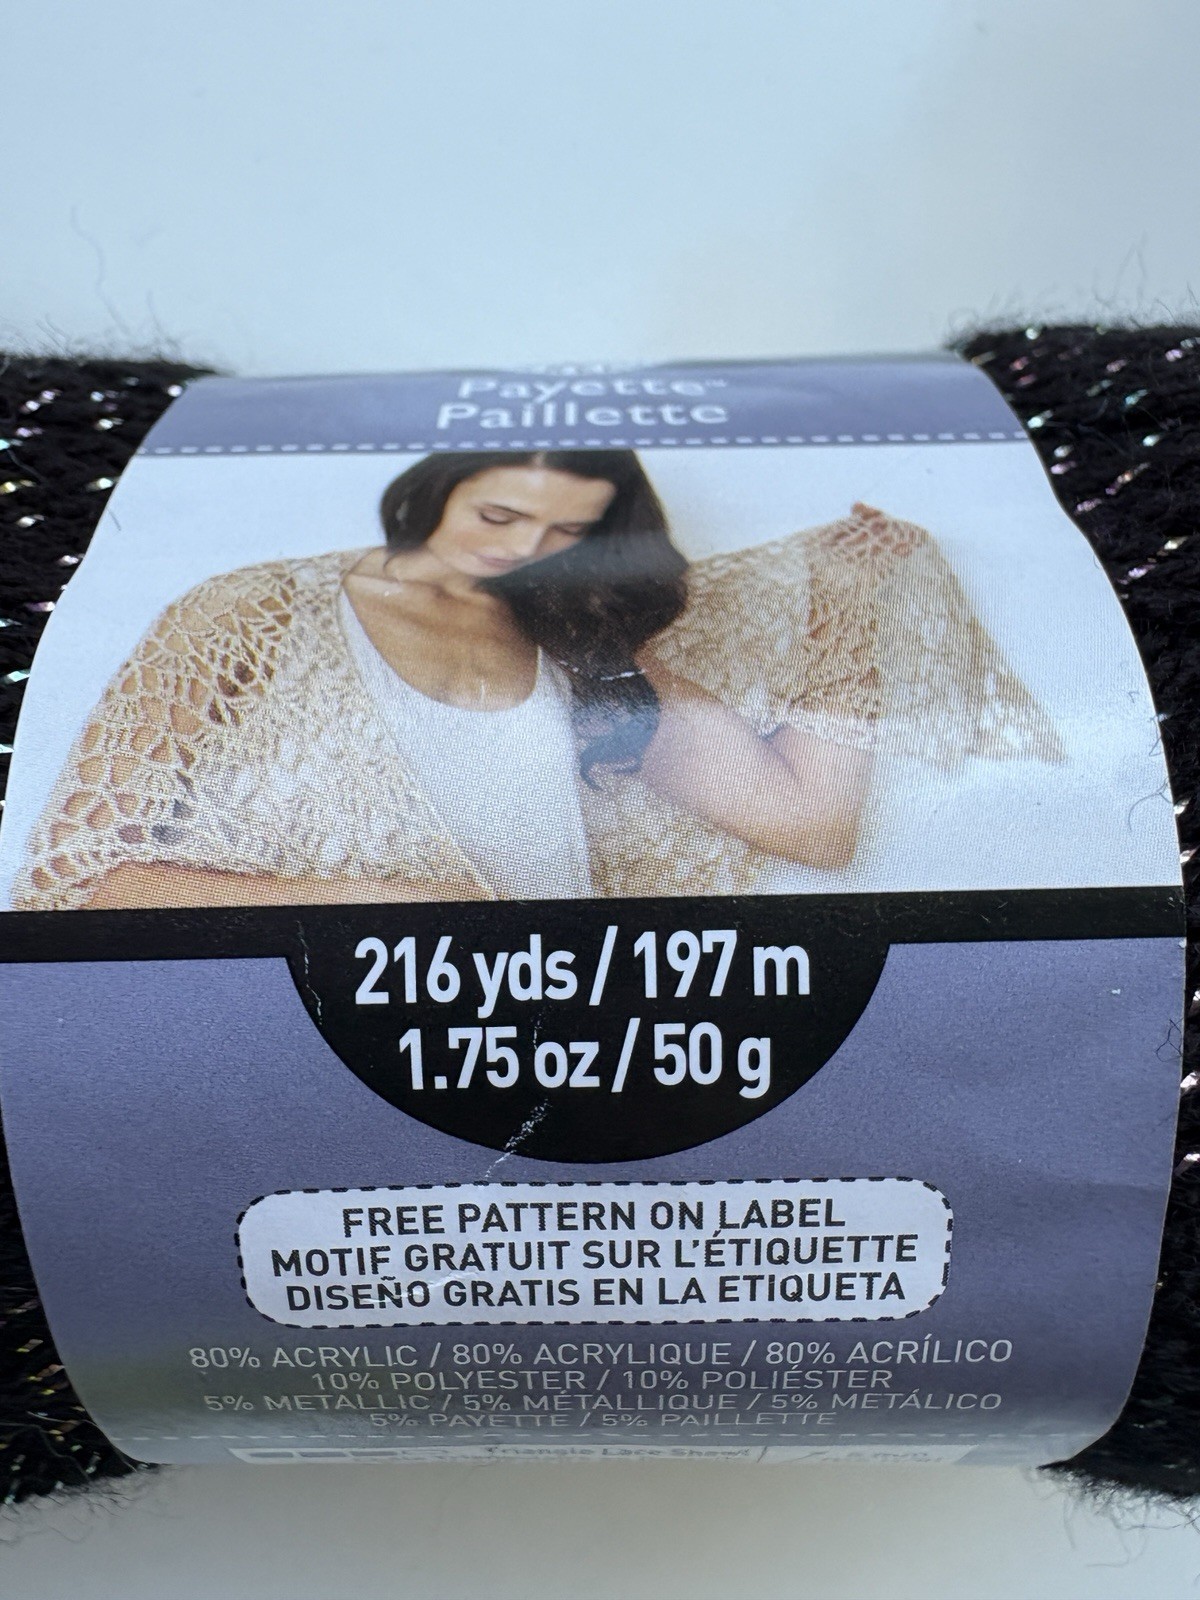 Payette™
Paillette
216 yds / 197 m
1.75 oz / 50 g
FREE PATTERN ON LABEL
MOTIF GRATUIT SUR L'ÉTIQUETTE
DISEÑO GRATIS EN LA ETIQUETA
80% ACRYLIC / 80% ACRYLIQUE / 80% ACRÍLICO
10% POLYESTER / 10% POLIÉSTER
5% METALLIC / 5% MÉTALLIQUE / 5% METÁLICO
5% PAYETTE / 5% PAILLETTE
Triangle Lace Shawl